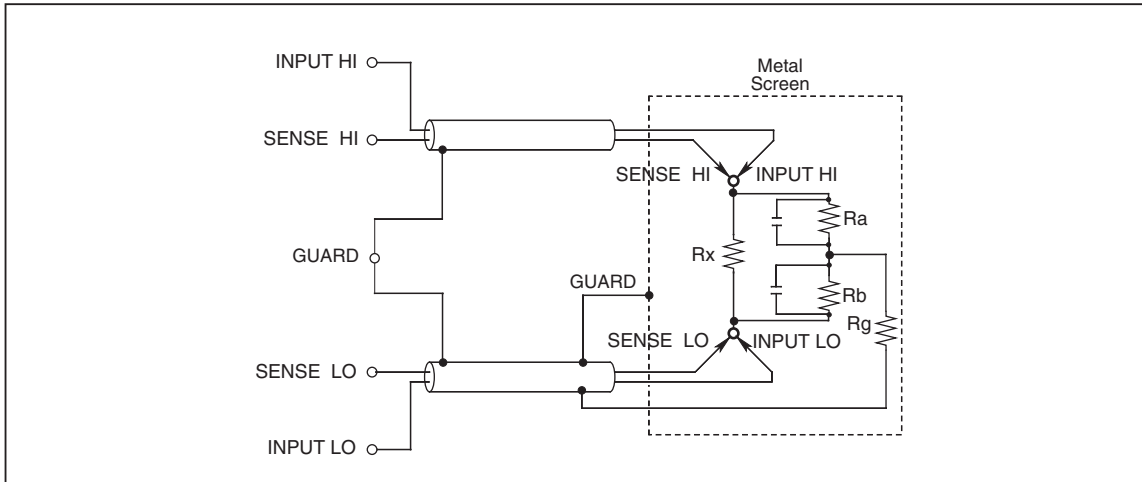 INPUT HI
Metal
Screen
SENSE HI
SENSE HI
INPUT HI
Ra
GUARD
Rx
GUARD
Rb
Rg
SENSE LO
INPUT LO
SENSE LO
INPUT LO